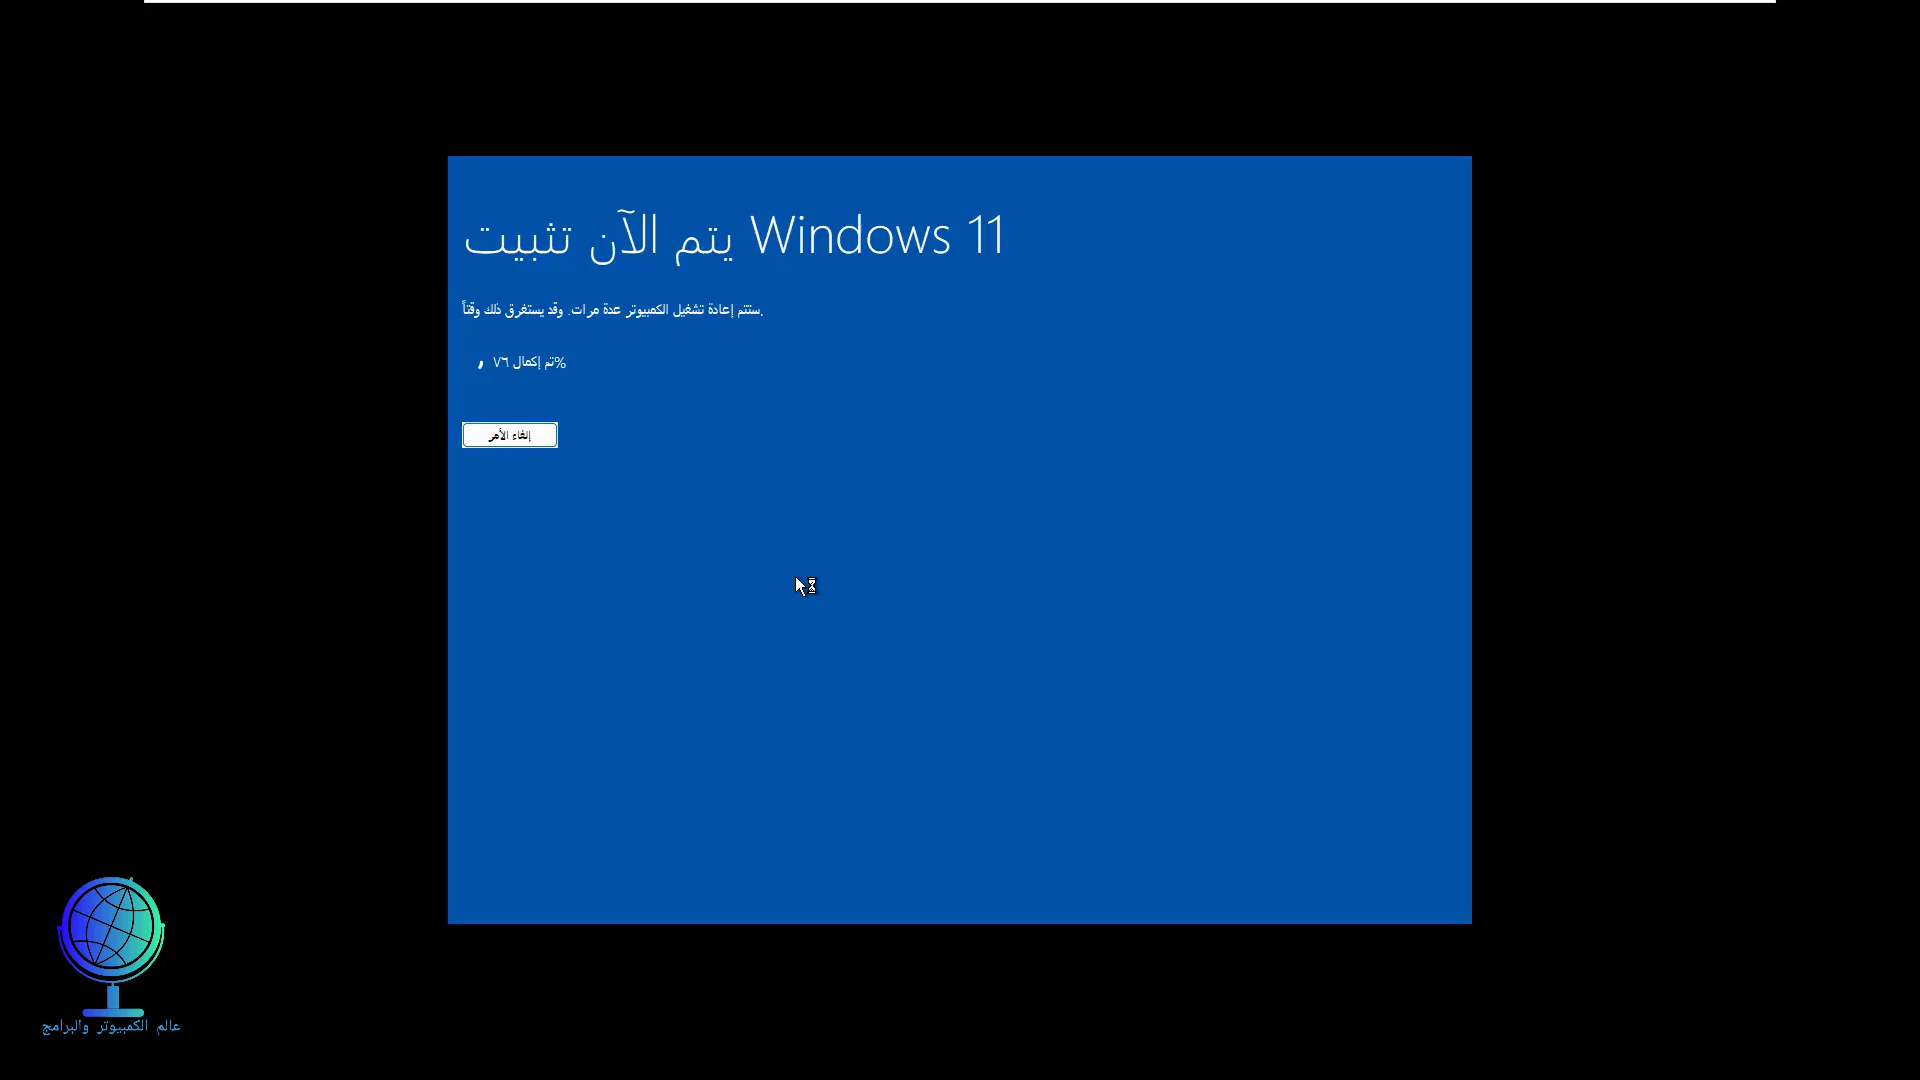 يتم الآن تثبيت Windows 11
ستتم إعادة تشغيل الكمبيوتر عدة مرات. وقد يستغرق ذلك وقتاً.
تم إكمال ٧٦%
إلغاء الأمر
عالم الكمبيوتر والبرامج